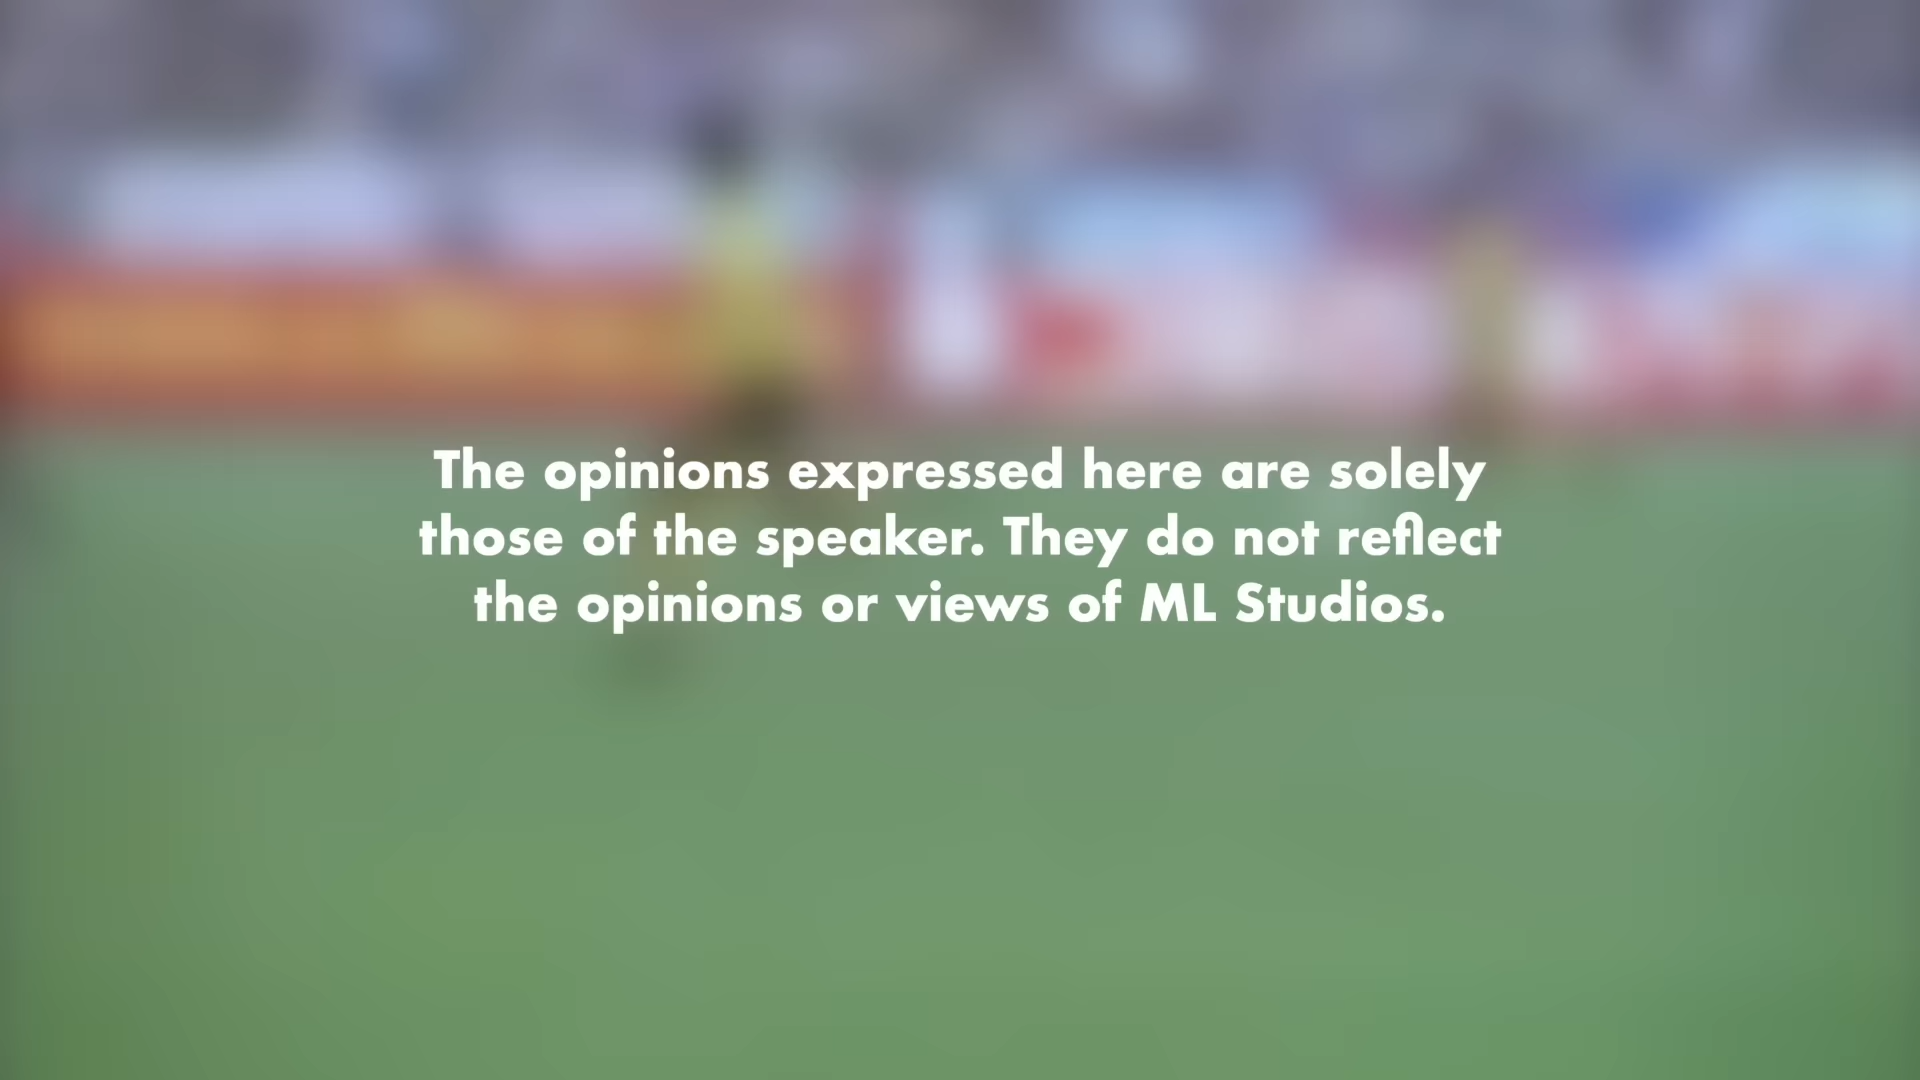 The opinions expressed here are solely
those of the speaker. They do not reflect
the opinions or views of ML Studios.